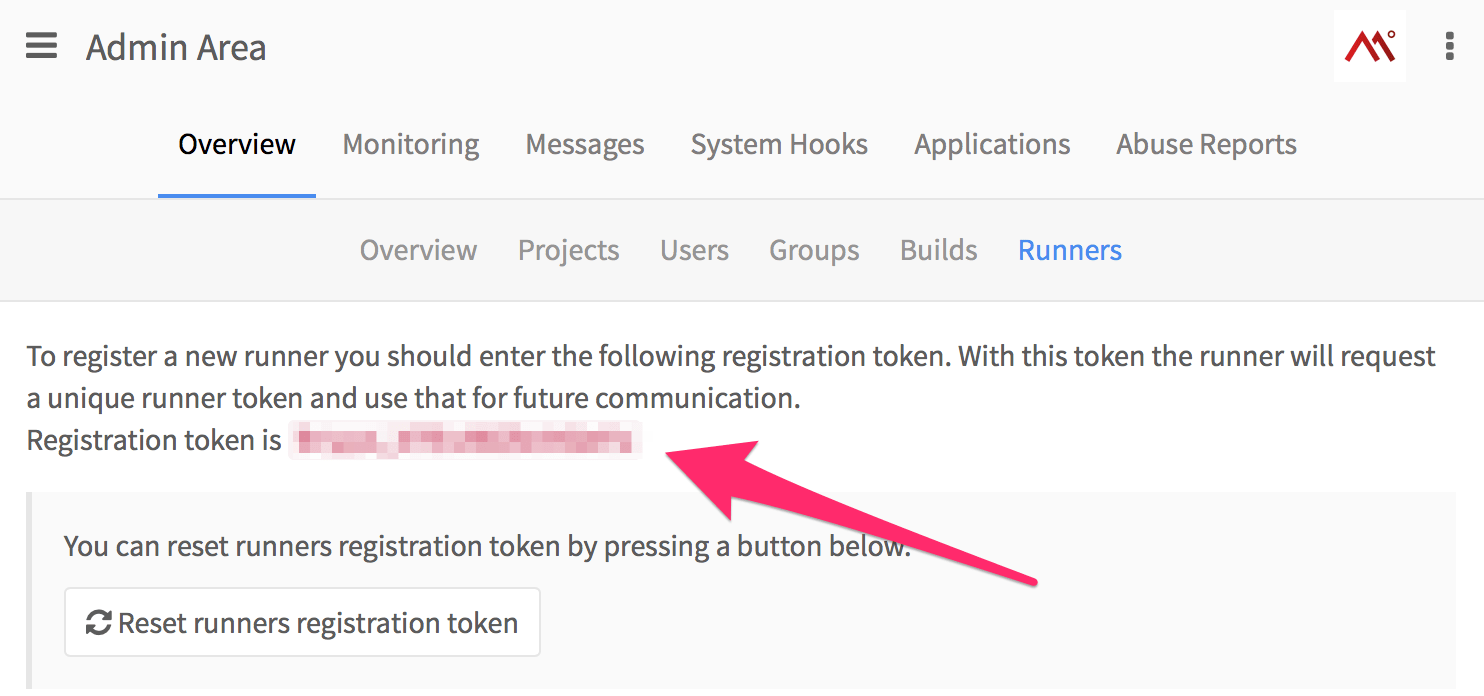 Admin Area
Overview Monitoring Messages System Hooks Applications Abuse Reports
Overview Projects Users Groups Builds Runners
To register a new runner you should enter the following registration token. With this token the runner will request
a unique runner token and use that for future communication.
Registration token is
You can reset runners registration token by pressing a button below.
Reset runners registration token